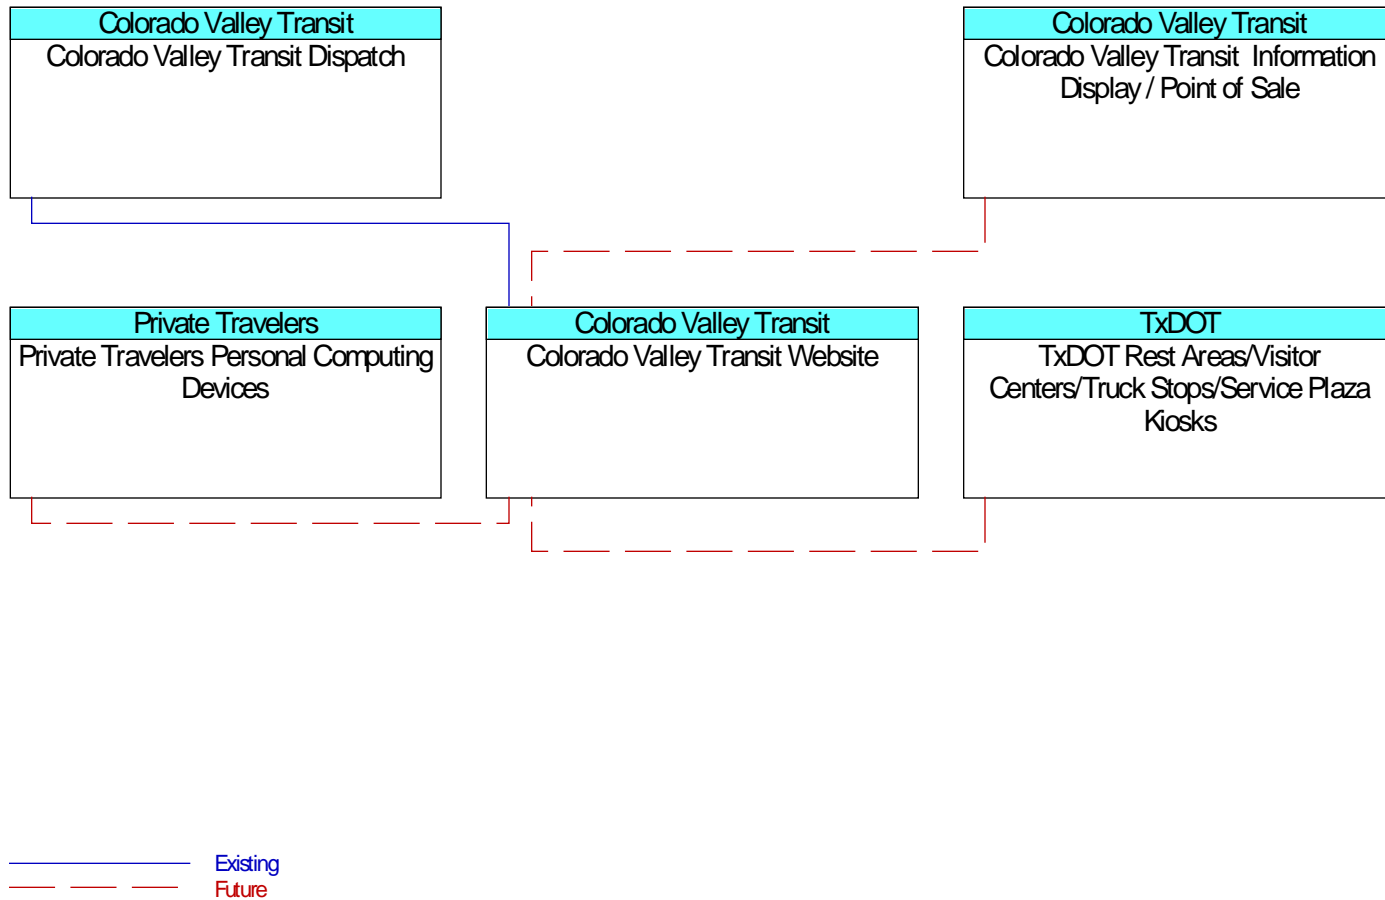 Colorado Valley Transit
Colorado Valley Transit Dispatch
Colorado Valley Transit
Colorado Valley Transit Information
Display / Point of Sale
Private Travelers
Private Travelers Personal Computing
Devices
Colorado Valley Transit
Colorado Valley Transit Website
TxDOT
TxDOT Rest Areas/Visitor
Centers/Truck Stops/Service Plaza
Kiosks
Existing
Future